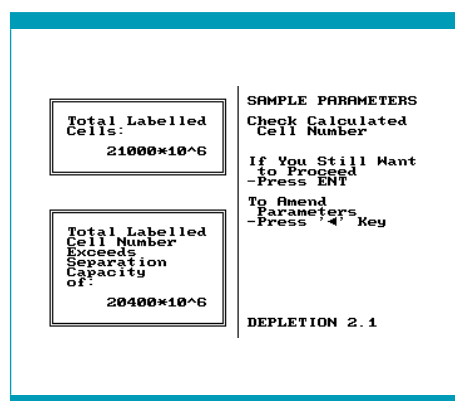 Total Labelled
Cells:
21000*10^6
Total Labelled
Cell Number
Exceeds
Separation
Capacity
of:
20400*10^6
SAMPLE PARAMETERS
Check Calculated
Cell Number
If You Still Want
to Proceed
-Press ENT
To Amend
Parameters
-Press '◄' Key
DEPLETION 2.1